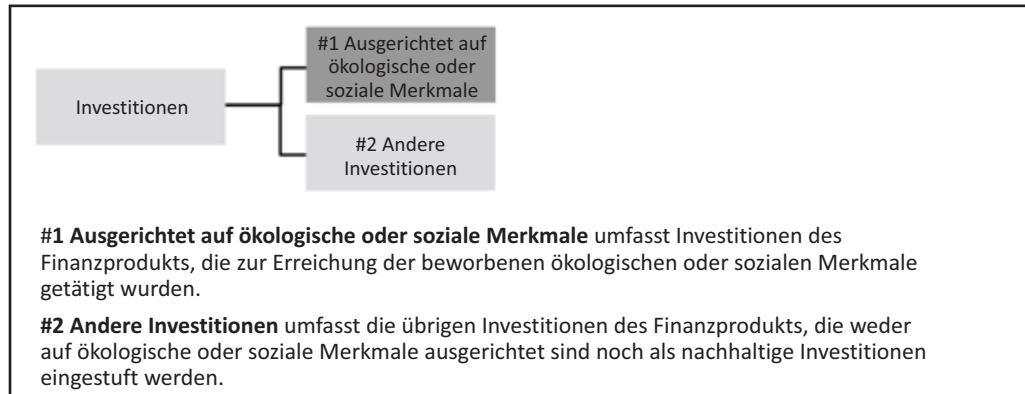 #1 Ausgerichtet auf
ökologische oder
soziale Merkmale
Investitionen
#2 Andere
Investitionen
#1 Ausgerichtet auf ökologische oder soziale Merkmale umfasst Investitionen des
Finanzprodukts, die zur Erreichung der beworbenen ökologischen oder sozialen Merkmale
getätigt wurden.
#2 Andere Investitionen umfasst die übrigen Investitionen des Finanzprodukts, die weder
auf ökologische oder soziale Merkmale ausgerichtet sind noch als nachhaltige Investitionen
eingestuft werden.